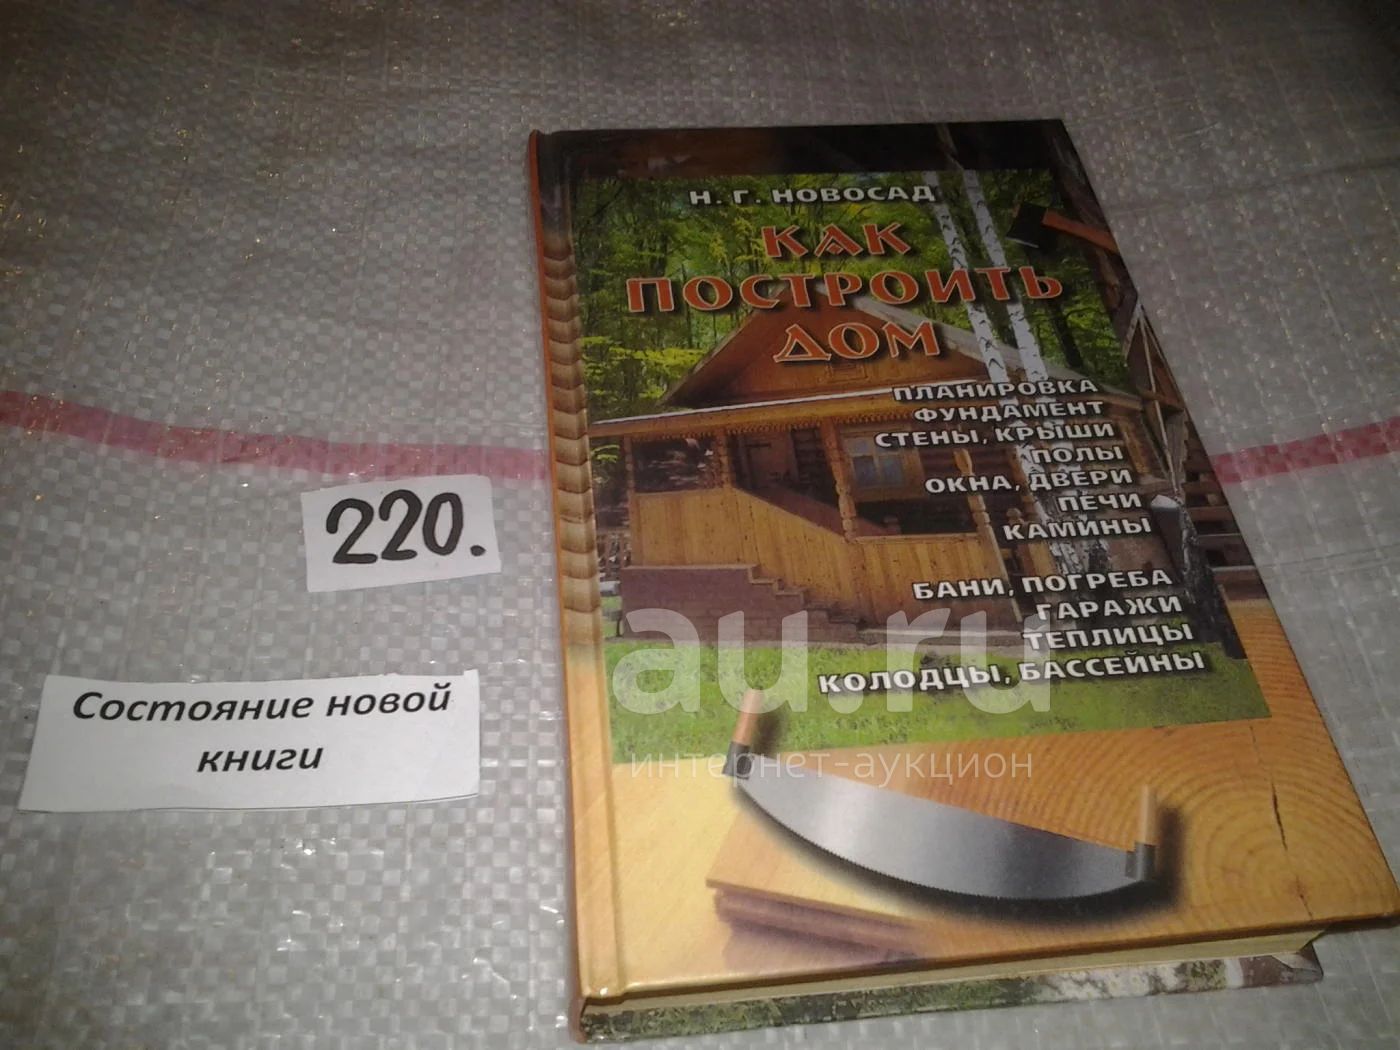 Н. Г. НОВОСАД
КАК
ПОСТРОИТЬ
ДОМ
ПЛАНИРОВКА
ФУНДАМЕНТ
СТЕНЫ, КРЫШИ
ПОЛЫ
ОКНА, ДВЕРИ
ПЕЧИ
КАМИНЫ
БАНИ, ПОГРЕБА
ГАРАЖИ
ТЕПЛИЦЫ
КОЛОДЦЫ, БАССЕЙНЫ
220.
Состояние новой
книги
au.ru
интернет-аукцион